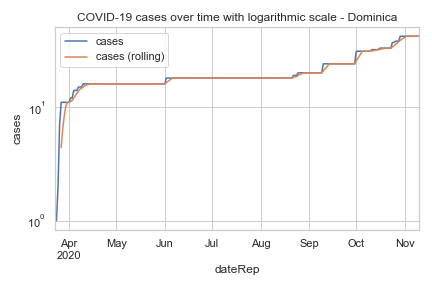 COVID-19 cases over time with logarithmic scale - Dominica
cases
cases (rolling)
10¹
10⁰
cases
Apr May Jun Jul Aug Sep Oct Nov
2020
dateRep